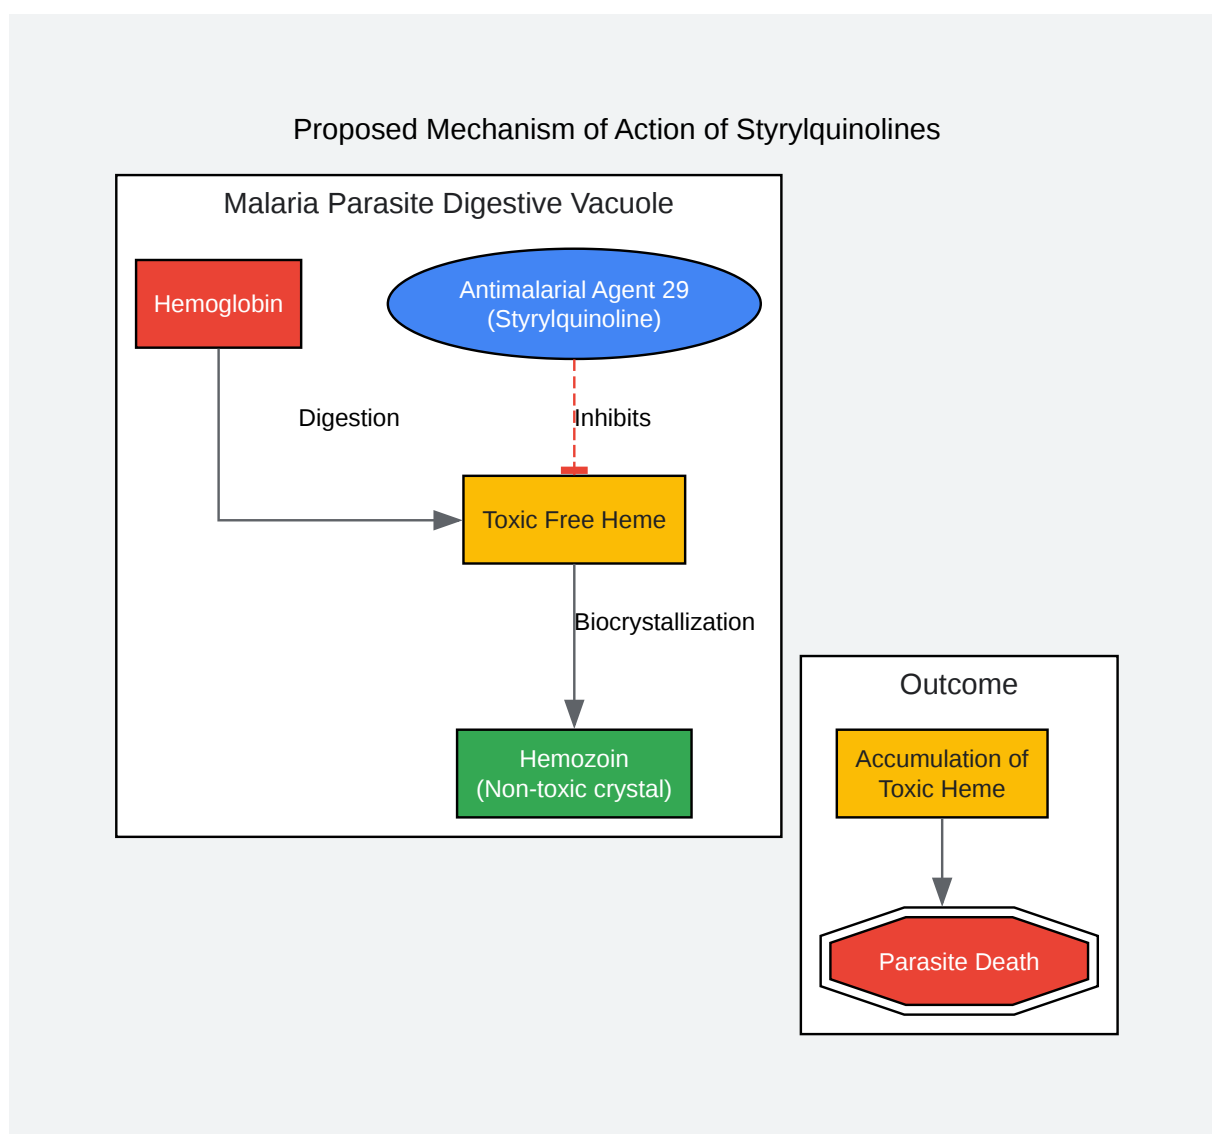 Proposed Mechanism of Action of Styrylquinolines
Malaria Parasite Digestive Vacuole
Hemoglobin
Antimalarial Agent 29
(Styrylquinoline)
Digestion
Inhibits
Toxic Free Heme
Biocrystallization
Hemozoin
(Non-toxic crystal)
Outcome
Accumulation of
Toxic Heme
Parasite Death